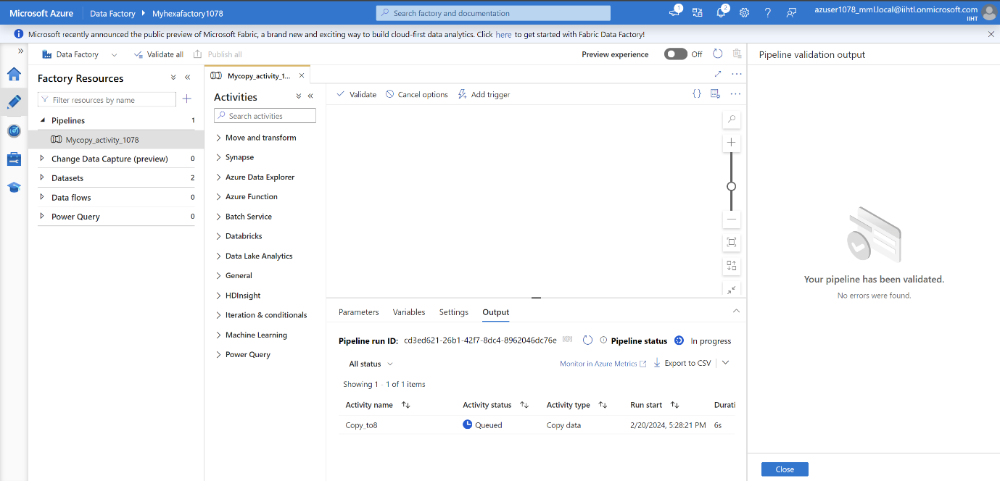 Microsoft Azure Data Factory Myhexafactory1078 Search factory and documentation 1 2 azuser1078_mml.local@iihtl.onmicrosoft.com
IIHT
Microsoft recently announced the public preview of Microsoft Fabric, a brand new and exciting way to build cloud-first data analytics. Click here to get started with Fabric Data Factory!
Data Factory Validate all Publish all Preview experience Off
Pipeline validation output
Factory Resources
Filter resources by name
Pipelines 1
Mycopy_activity_1078
Change Data Capture (preview) 0
Datasets 2
Data flows 0
Power Query 0
Mycopy_activity_1...
Activities
Search activities
Move and transform
Synapse
Azure Data Explorer
Azure Function
Batch Service
Databricks
Data Lake Analytics
General
HDInsight
Iteration & conditionals
Machine Learning
Power Query
Validate Cancel options Add trigger
Parameters Variables Settings Output
Pipeline run ID: cd3ed621-26b1-42f7-8dc4-8962046dc76e Pipeline status In progress
All status Monitor in Azure Metrics Export to CSV
Showing 1 - 1 of 1 items
Activity name Activity status Activity type Run start Durati
Copy_to8 Queued Copy data 2/20/2024, 5:28:21 PM 6s
Your pipeline has been validated.
No errors were found.
Close